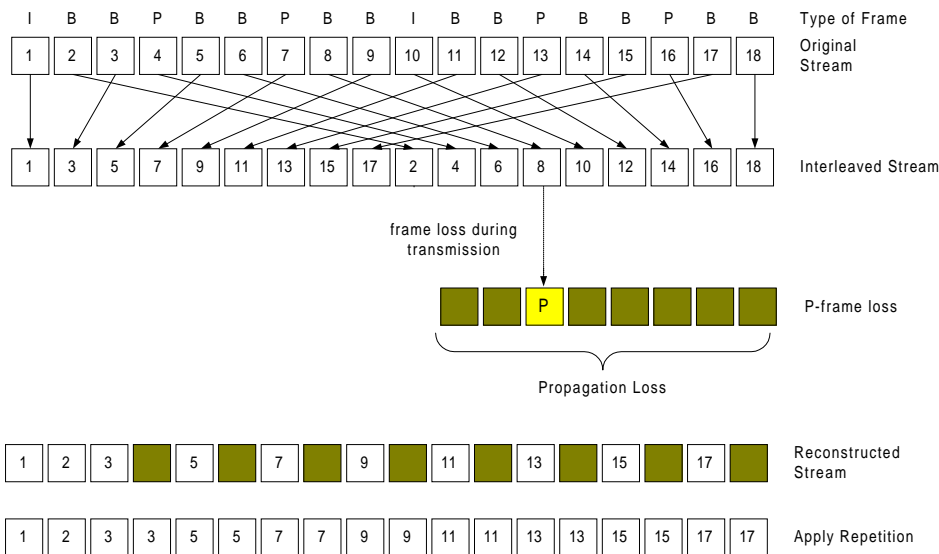 I B B P B B P B B I B B P B B P B B Type of Frame
1 2 3 4 5 6 7 8 9 10 11 12 13 14 15 16 17 18 Original
Stream
1 3 5 7 9 11 13 15 17 2 4 6 8 10 12 14 16 18 Interleaved Stream
frame loss during
transmission
P P-frame loss
Propagation Loss
1 2 3 5 7 9 11 13 15 17 Reconstructed
Stream
1 2 3 3 5 5 7 7 9 9 11 11 13 13 15 15 17 17 Apply Repetition